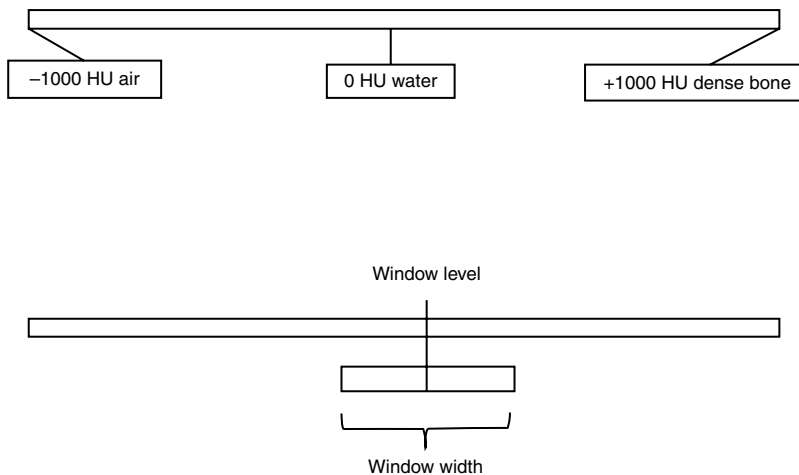 –1000 HU air
0 HU water
+1000 HU dense bone
Window level
Window width